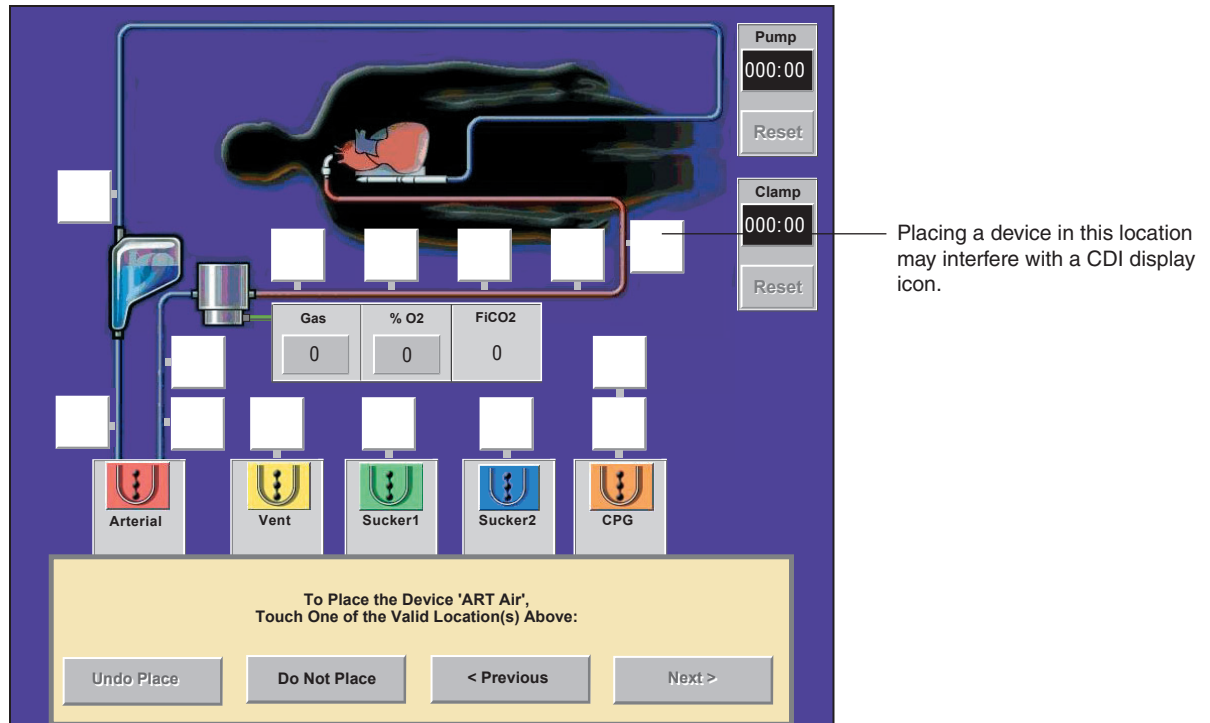 Pump
000:00
Reset
Clamp
000:00
Reset
Placing a device in this location
may interfere with a CDI display
icon.
Gas
% O2
FiCO2
0
0
0
Arterial
Vent
Sucker1
Sucker2
CPG
To Place the Device 'ART Air',
Touch One of the Valid Location(s) Above:
Undo Place
Do Not Place
< Previous
Next >